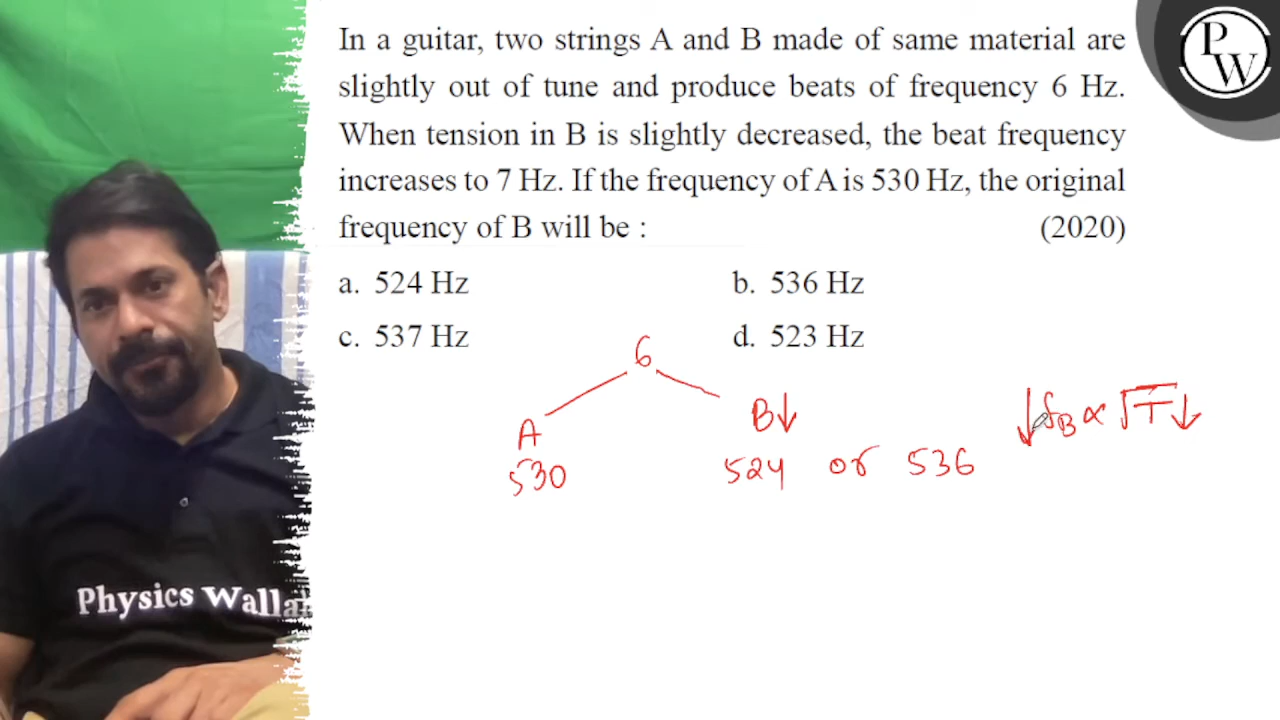 In a guitar, two strings A and B made of same material are
slightly out of tune and produce beats of frequency 6 Hz.
When tension in B is slightly decreased, the beat frequency
increases to 7 Hz. If the frequency of A is 530 Hz, the original
frequency of B will be : (2020)
a. 524 Hz b. 536 Hz
c. 537 Hz d. 523 Hz
6
A B↓ ↓fB ∝ √T↓
530 524 or 536
PW
Physics Walla